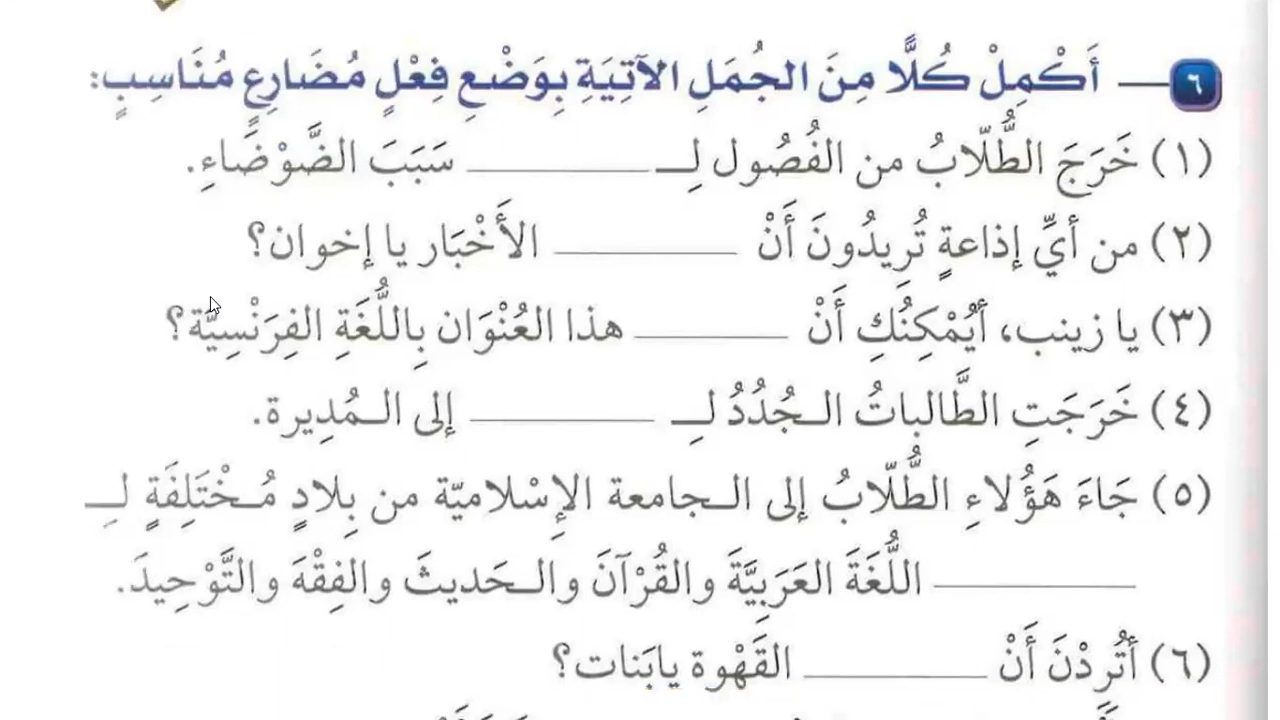 ٦ — أَكْمِلْ كُلًّا مِنَ الجُمَلِ الآتِيَةِ بِوَضْعِ فِعْلٍ مُضَارِعٍ مُنَاسِبٍ:
(١) خَرَجَ الطُّلّابُ من الفُصُول لِـ ________ سَبَبَ الضَّوْضَاءِ.
(٢) من أيِّ إذاعةٍ تُرِيدُونَ أَنْ ________ الأَخْبَار يا إخوان؟
(٣) يا زينب، أَيُمْكِنُكِ أَنْ ________ هذا العُنْوَان بِاللُّغَةِ الفِرَنْسِيَّة؟
(٤) خَرَجَتِ الطَّالباتُ الـجُدُدُ لِـ ________ إلى الـمُدِيرة.
(٥) جَاءَ هَؤُلاءِ الطُّلّابُ إلى الـجامعة الإِسْلاميّة من بِلادٍ مُـخْتَلِفَةٍ لِـ
________ اللُّغَةَ العَرَبِيَّةَ والقُرْآنَ والـحَديثَ والفِقْهَ والتَّوْحِيدَ.
(٦) أَتُرِدْنَ أَنْ ________ القَهْوة يابَنات؟